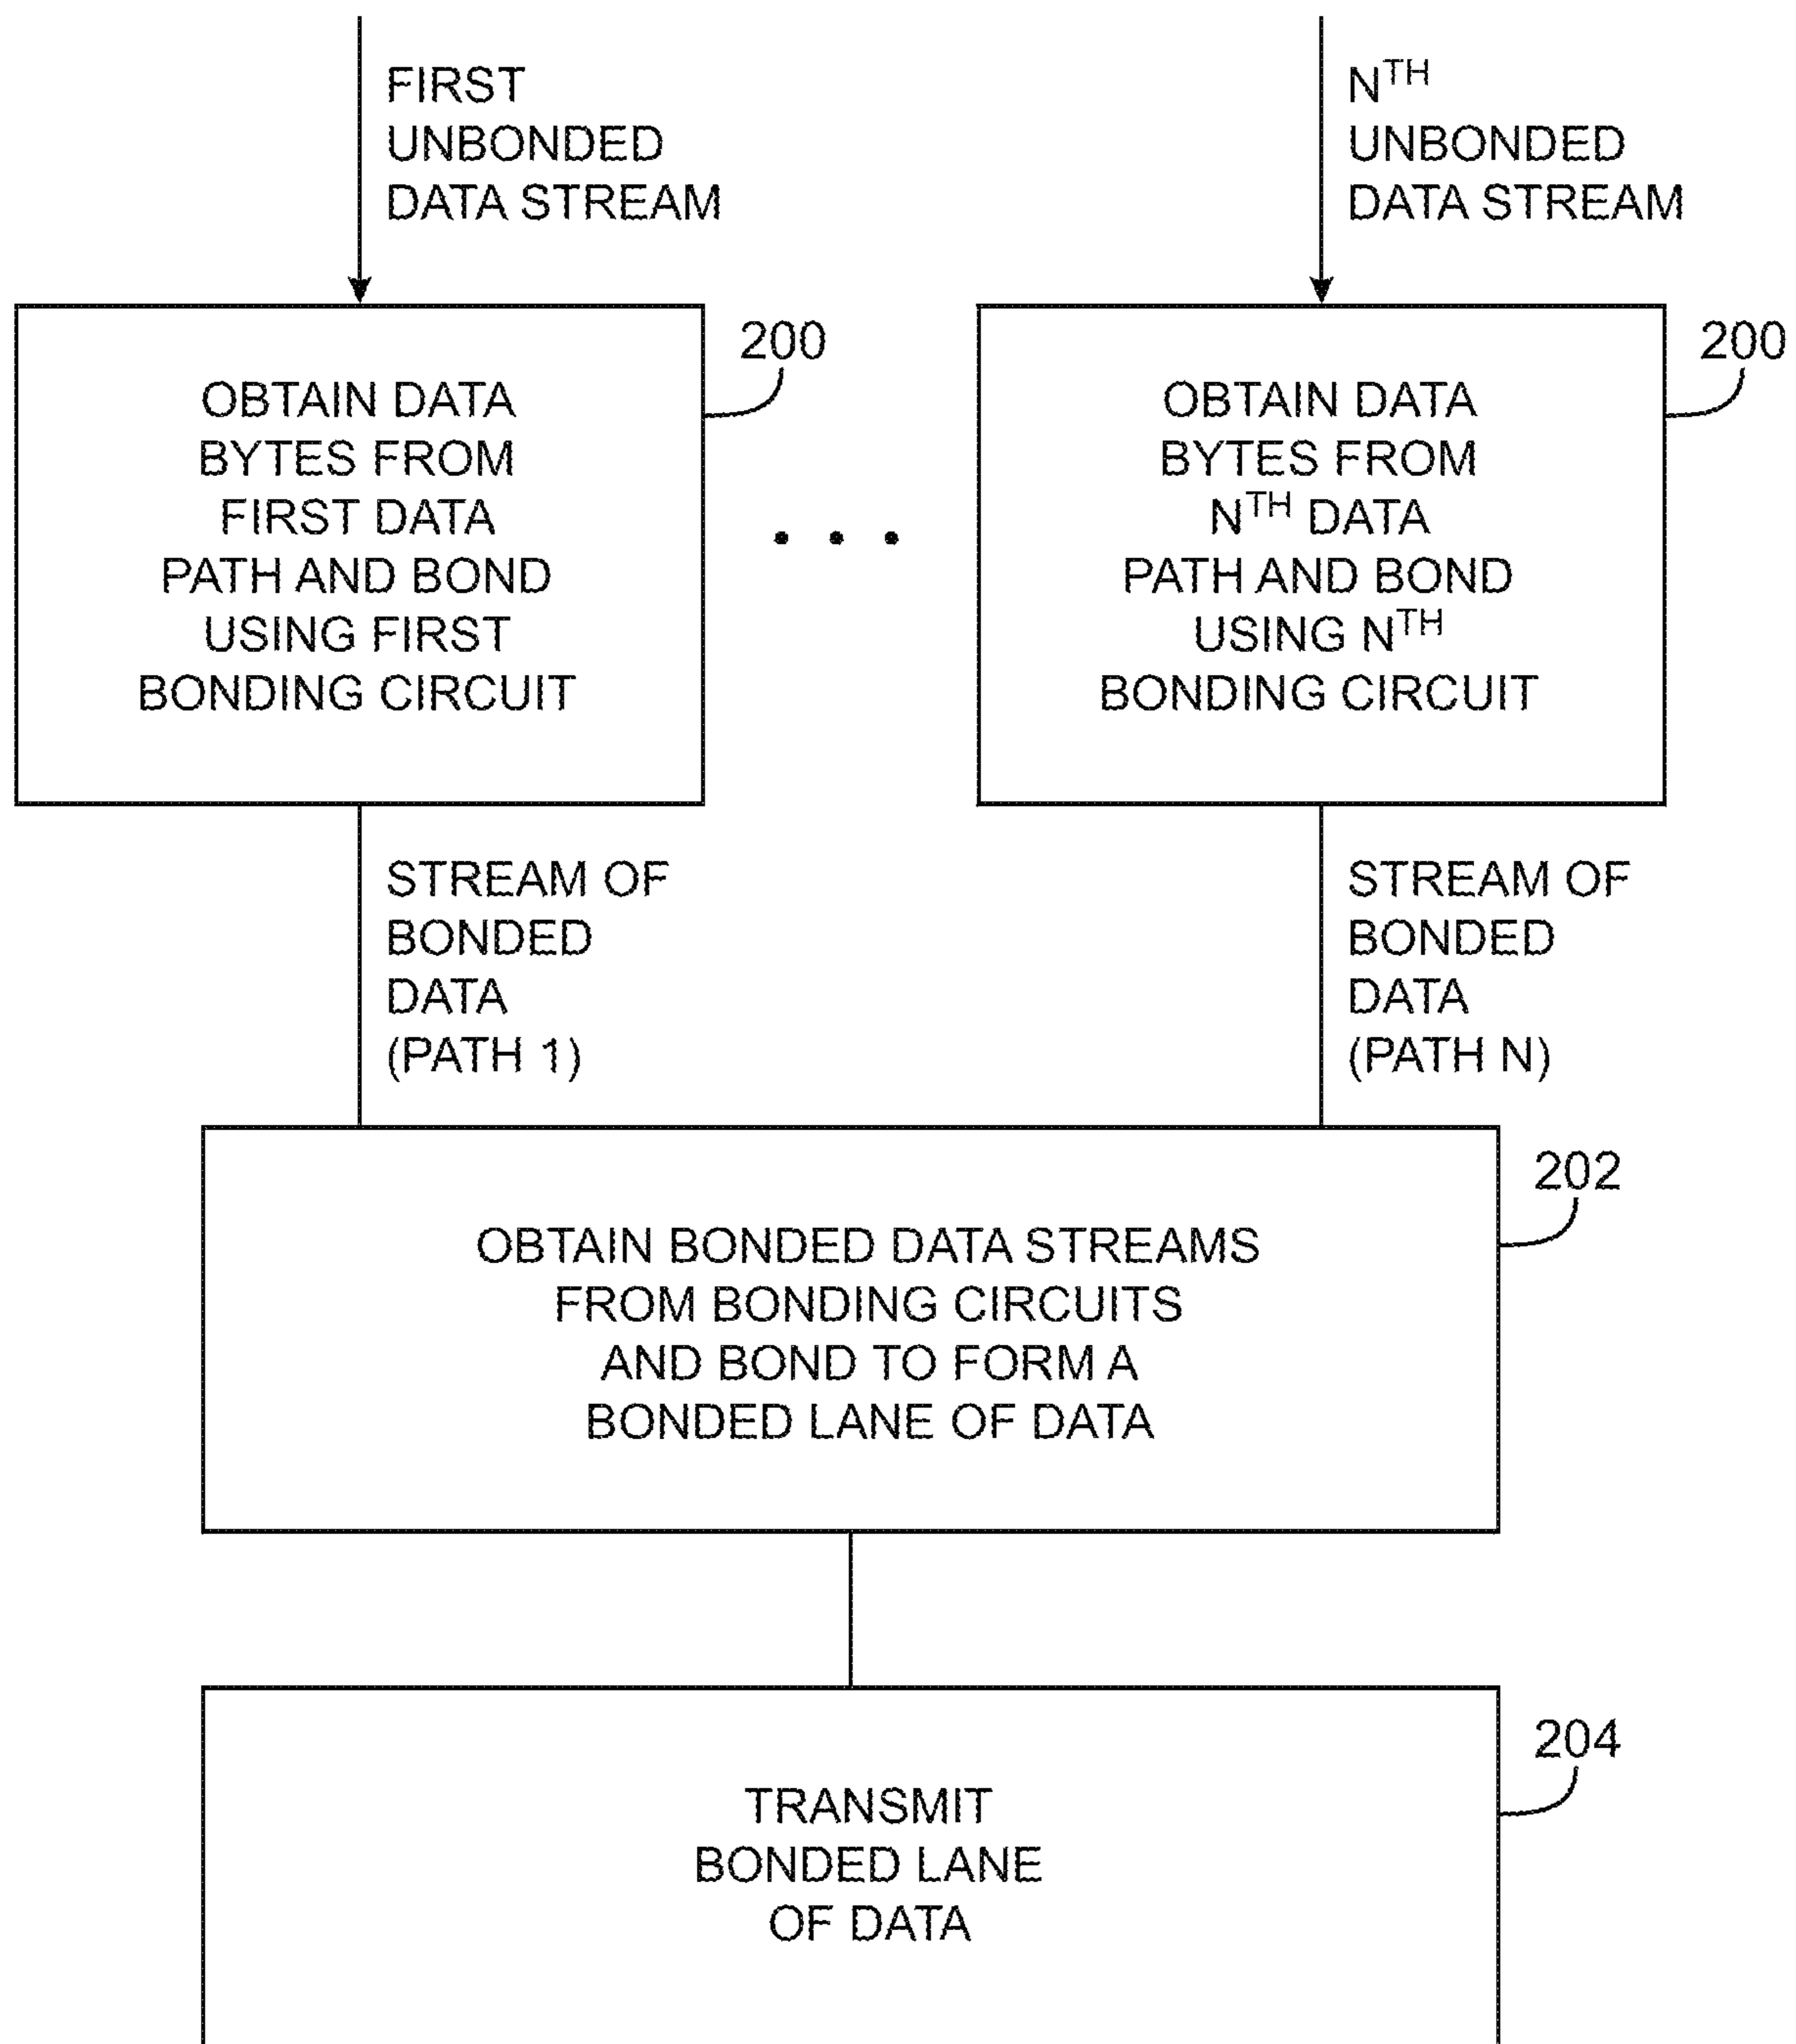 FIRST
UNBONDED
DATA STREAM
NTH
UNBONDED
DATA STREAM
OBTAIN DATA
BYTES FROM
FIRST DATA
PATH AND BOND
USING FIRST
BONDING CIRCUIT
200
. . .
OBTAIN DATA
BYTES FROM
NTH DATA
PATH AND BOND
USING NTH
BONDING CIRCUIT
200
STREAM OF
BONDED
DATA
(PATH 1)
STREAM OF
BONDED
DATA
(PATH N)
OBTAIN BONDED DATA STREAMS
FROM BONDING CIRCUITS
AND BOND TO FORM A
BONDED LANE OF DATA
202
TRANSMIT
BONDED LANE
OF DATA
204